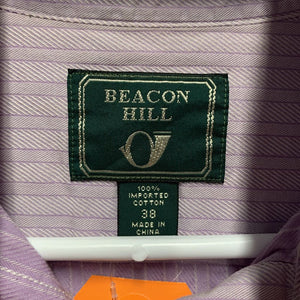 BEACON
HILL
100%
IMPORTED
COTTON
38
MADE IN
CHINA